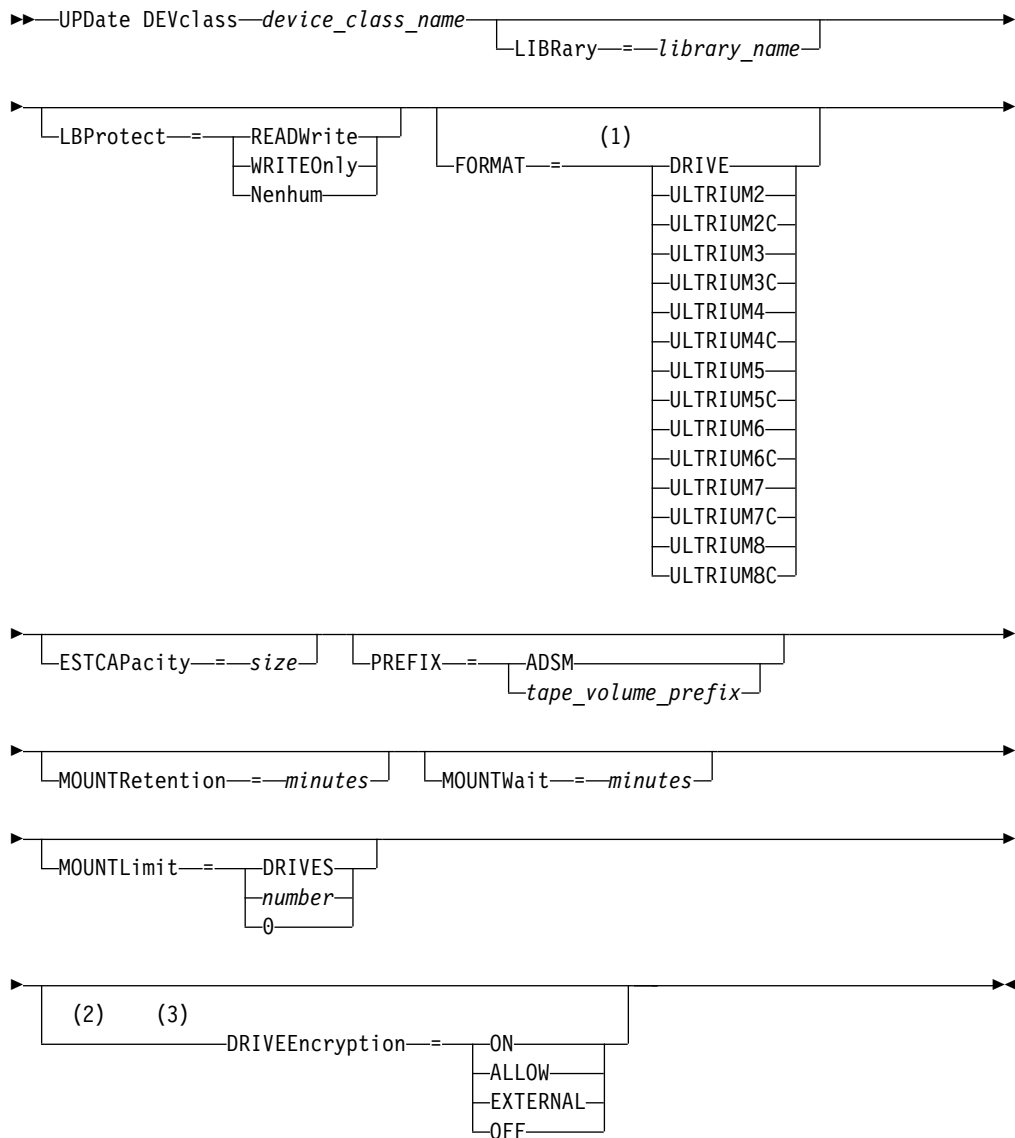 UPDate DEVclass device_class_name
LIBRary = library_name
LBProtect = READWrite
WRITEOnly
Nenhum
(1)
FORMAT = DRIVE
ULTRIUM2
ULTRIUM2C
ULTRIUM3
ULTRIUM3C
ULTRIUM4
ULTRIUM4C
ULTRIUM5
ULTRIUM5C
ULTRIUM6
ULTRIUM6C
ULTRIUM7
ULTRIUM7C
ULTRIUM8
ULTRIUM8C
ESTCAPacity = size
PREFIX = ADSM
tape_volume_prefix
MOUNTRetention = minutes
MOUNTWait = minutes
MOUNTLimit = DRIVES
number
0
(2) (3)
DRIVEEncryption = ON
ALLOW
EXTERNAL
OFF